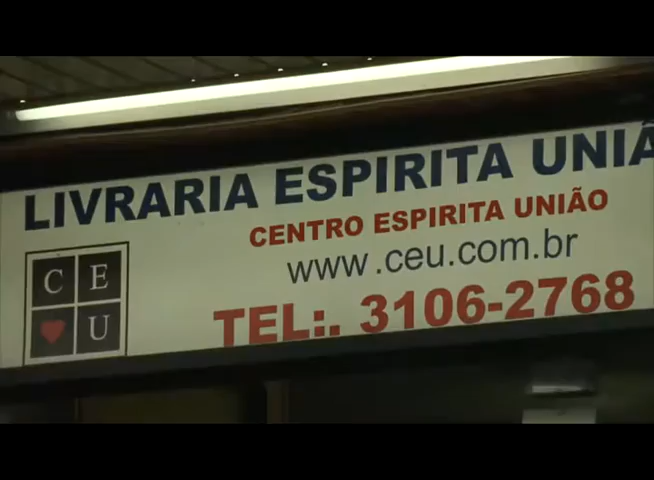 LIVRARIA ESPIRITA UNIÃ
CENTRO ESPIRITA UNIÃO
www.ceu.com.br
TEL:. 3106-2768
C E
U